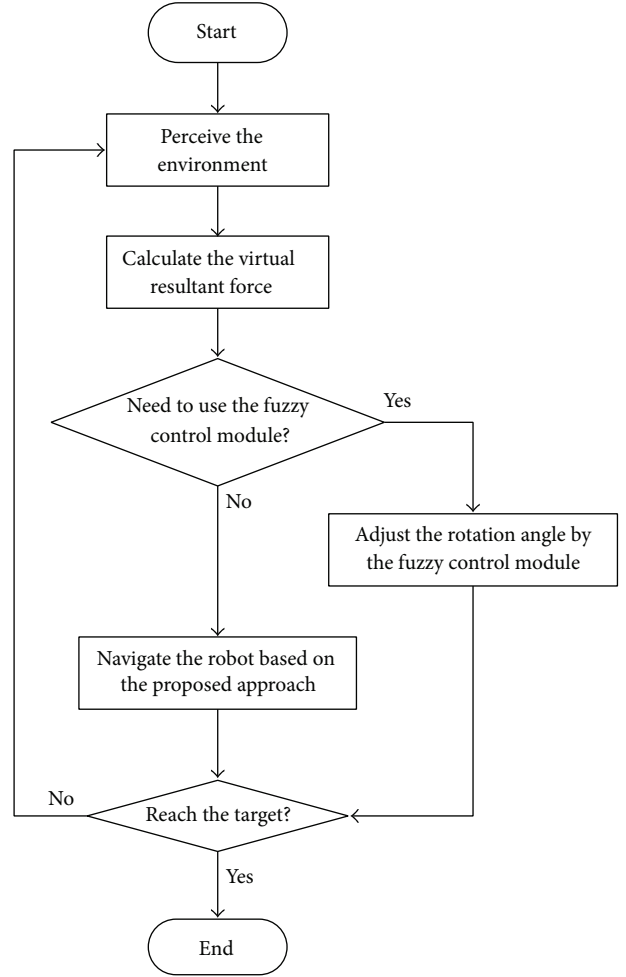 Start
Perceive the
environment
Calculate the virtual
resultant force
Need to use the fuzzy
control module?
Yes
No
Adjust the rotation angle by
the fuzzy control module
Navigate the robot based on
the proposed approach
No
Reach the target?
Yes
End